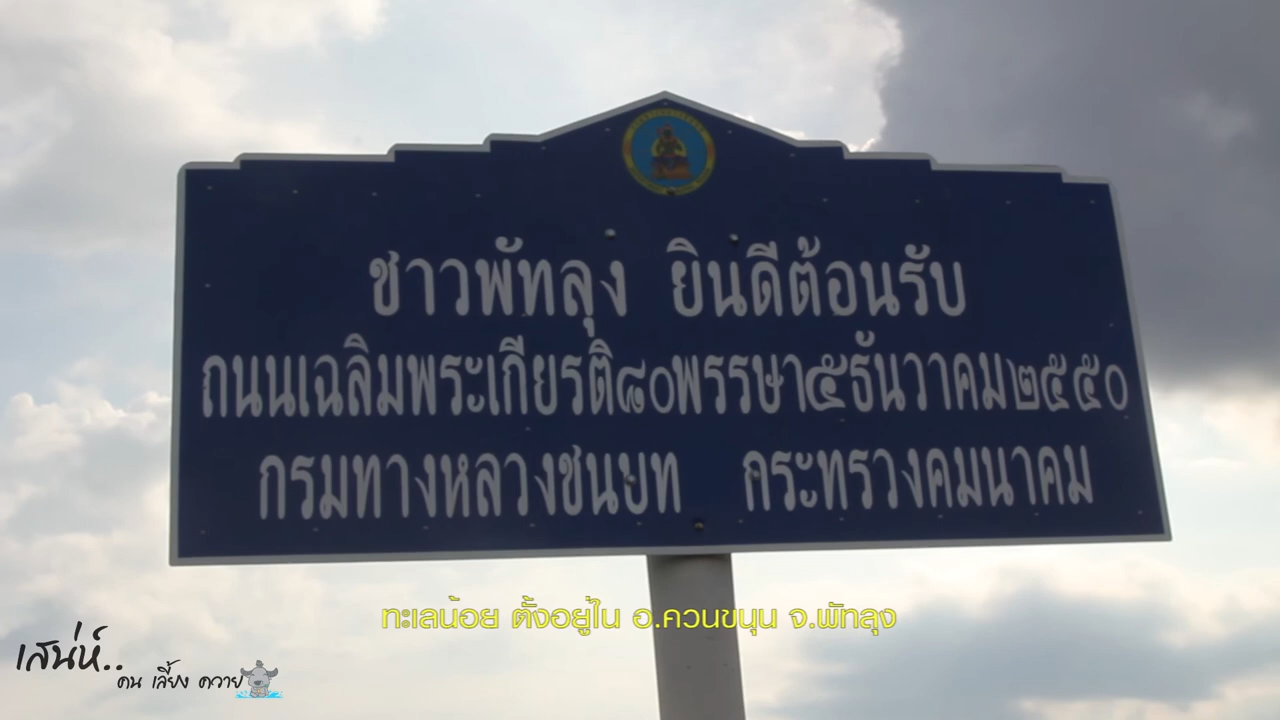 ชาวพัทลุง ยินดีต้อนรับ
ถนนเฉลิมพระเกียรติ๘๐พรรษา๕ธันวาคม๒๕๕๐
กรมทางหลวงชนบท กระทรวงคมนาคม
ทะเลน้อย ตั้งอยู่ใน อ.ควนขนุน จ.พัทลุง
เสน่ห์..
คน เลี้ยง ควาย